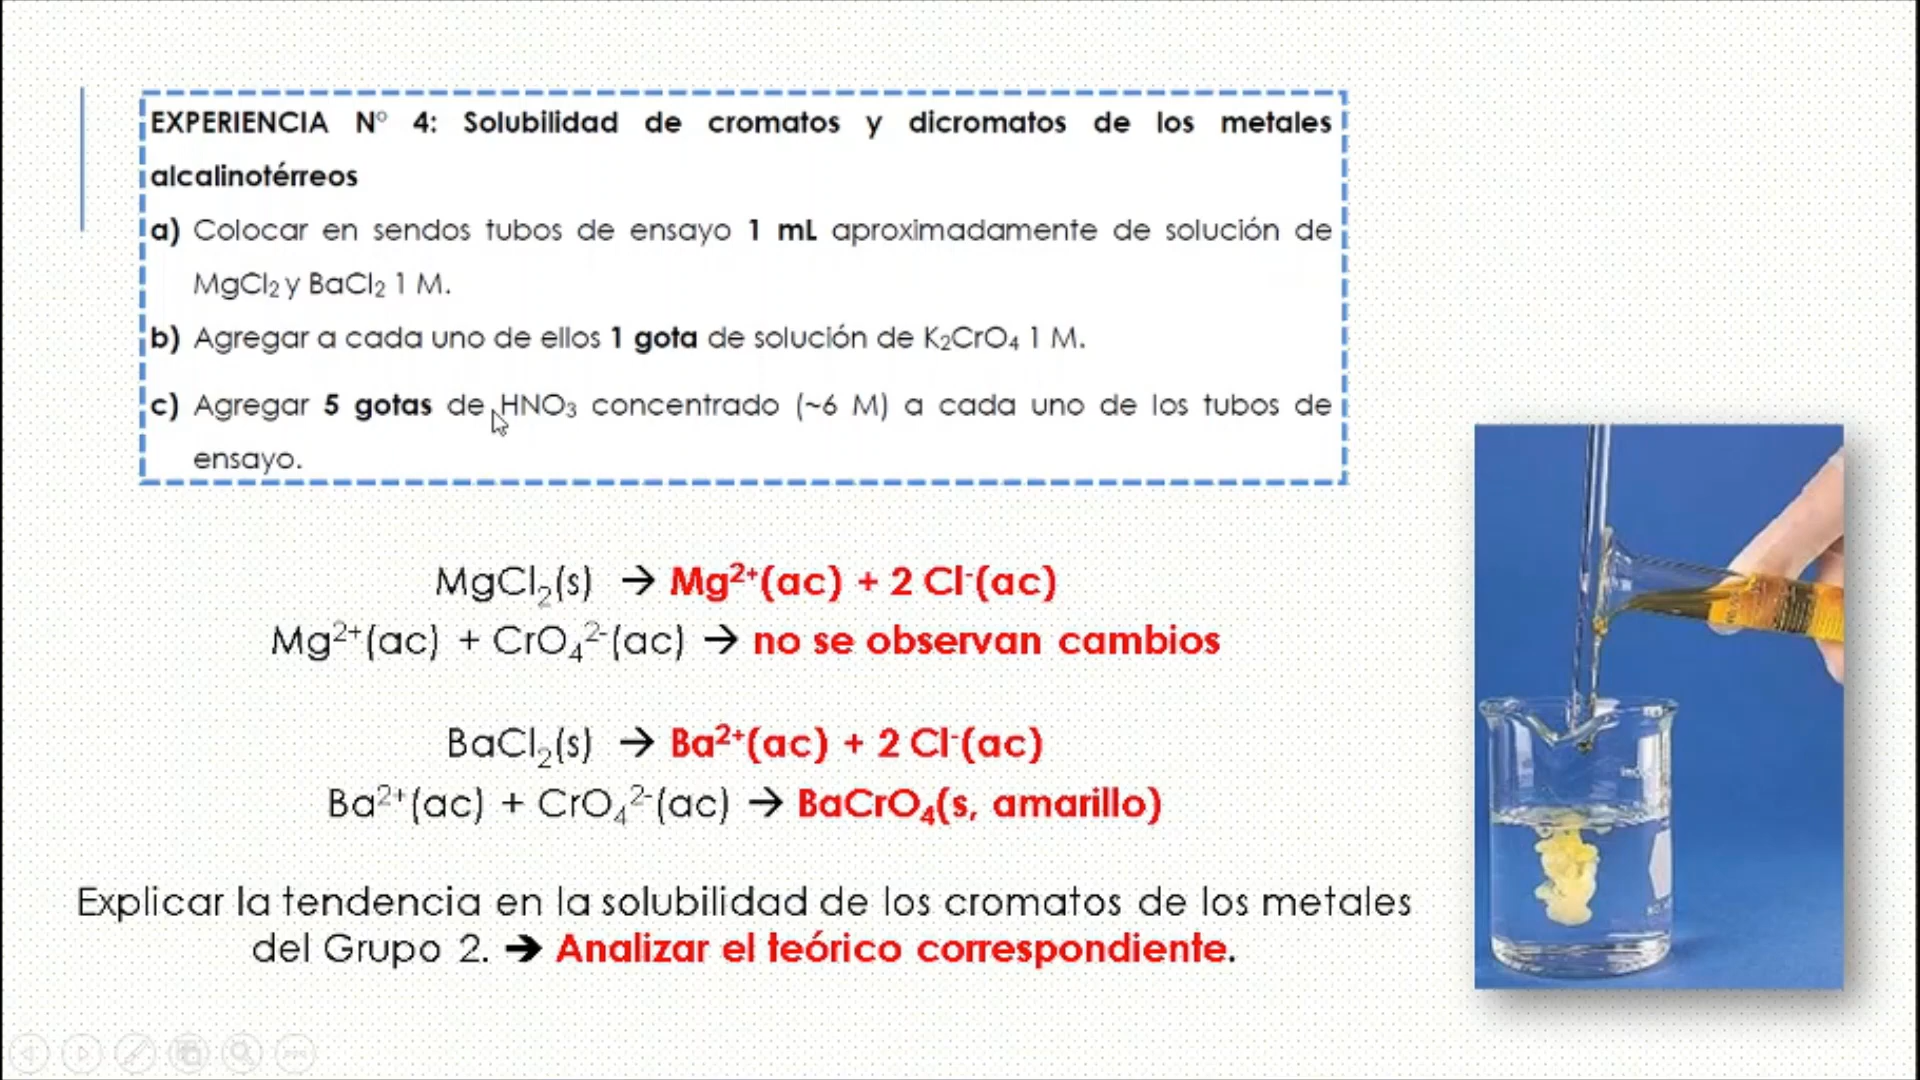 EXPERIENCIA N° 4: Solubilidad de cromatos y dicromatos de los metales
alcalinotérreos
a) Colocar en sendos tubos de ensayo 1 mL aproximadamente de solución de
MgCl₂ y BaCl₂ 1 M.
b) Agregar a cada uno de ellos 1 gota de solución de K₂CrO₄ 1 M.
c) Agregar 5 gotas de HNO₃ concentrado (~6 M) a cada uno de los tubos de
ensayo.
MgCl₂(s) → Mg²⁺(ac) + 2 Cl⁻(ac)
Mg²⁺(ac) + CrO₄²⁻(ac) → no se observan cambios
BaCl₂(s) → Ba²⁺(ac) + 2 Cl⁻(ac)
Ba²⁺(ac) + CrO₄²⁻(ac) → BaCrO₄(s, amarillo)
Explicar la tendencia en la solubilidad de los cromatos de los metales
del Grupo 2. → Analizar el teórico correspondiente.